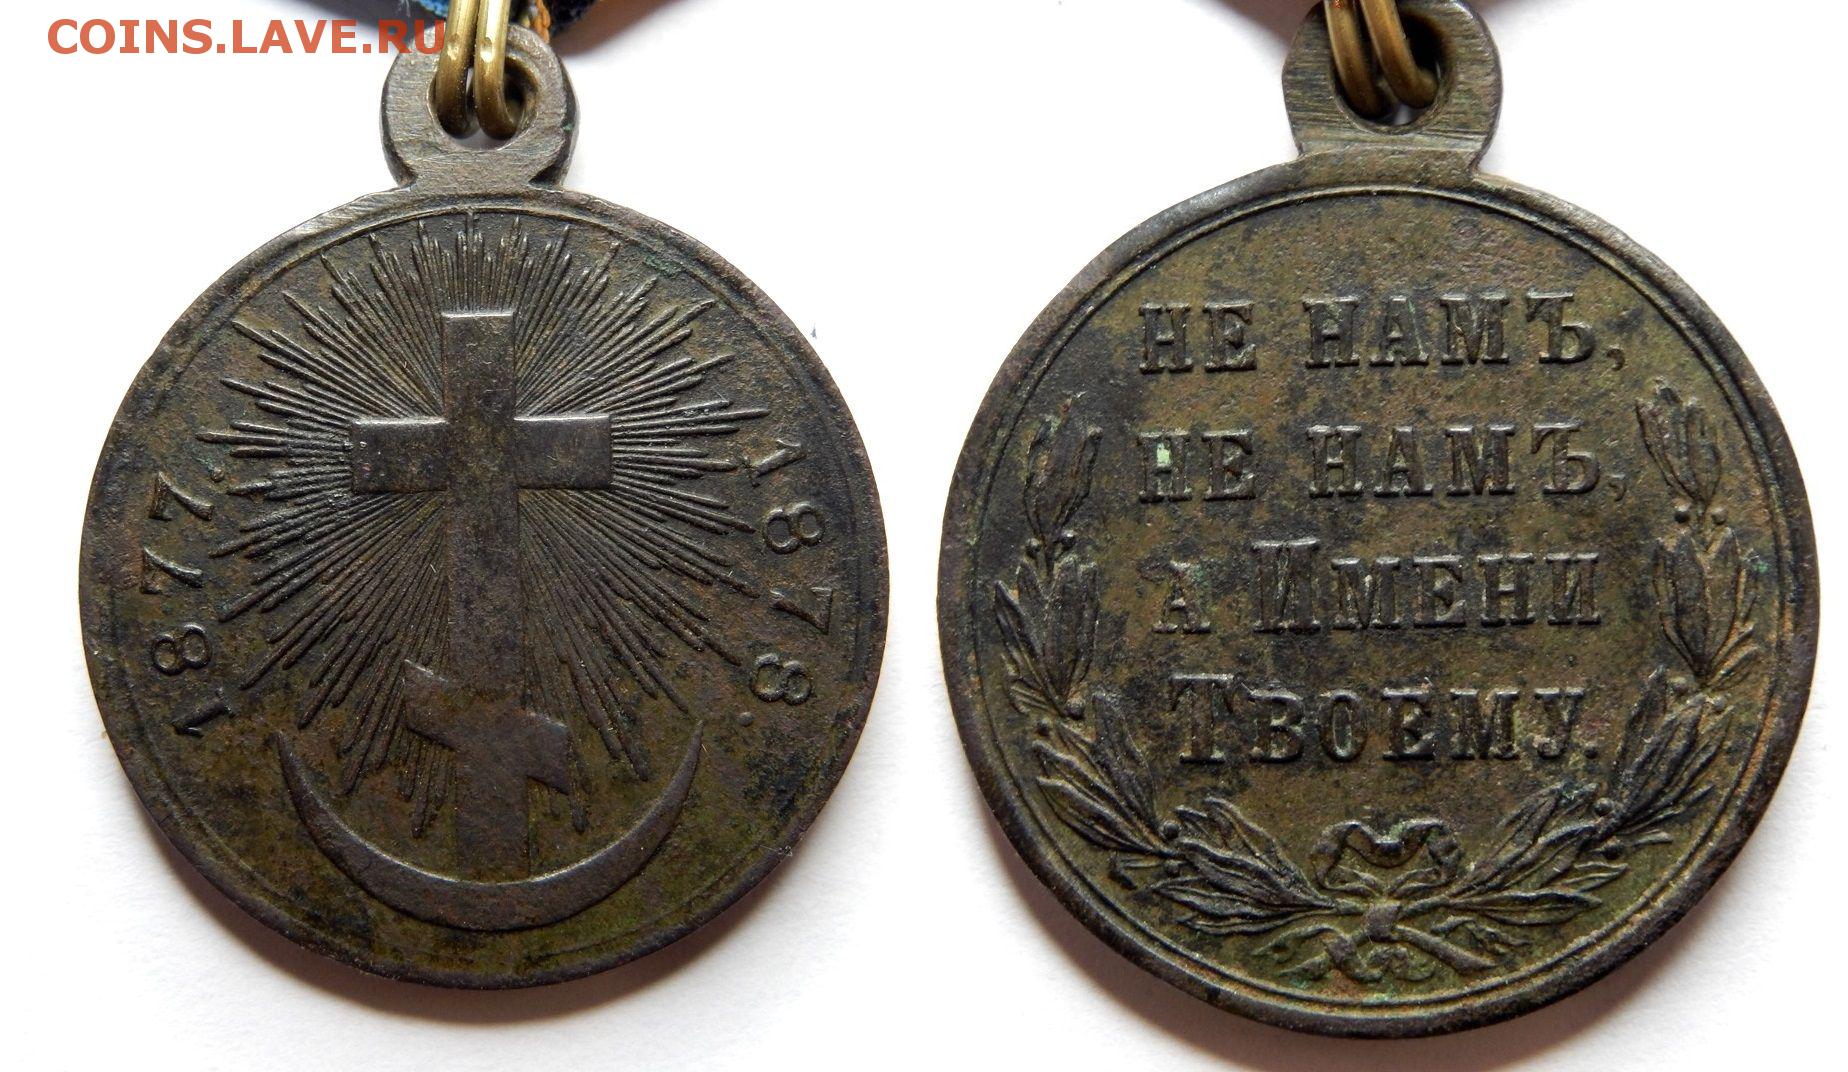 COINS.LAVE.RU
1877.
1878.
НЕ НАМЪ,
НЕ НАМЪ,
А ИМЕНИ
ТВОЕМУ.